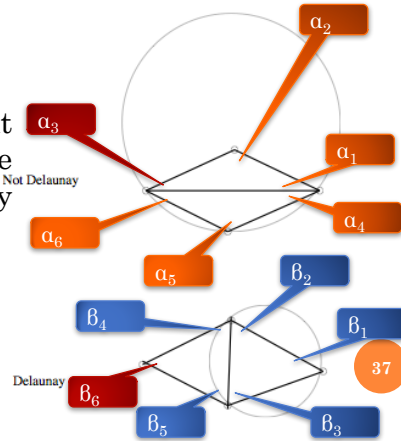 α₂
t
α₃
α₁
e
Not Delaunay
y
α₆
α₄
α₅
β₂
β₄
β₁
37
Delaunay
β₆
β₅
β₃